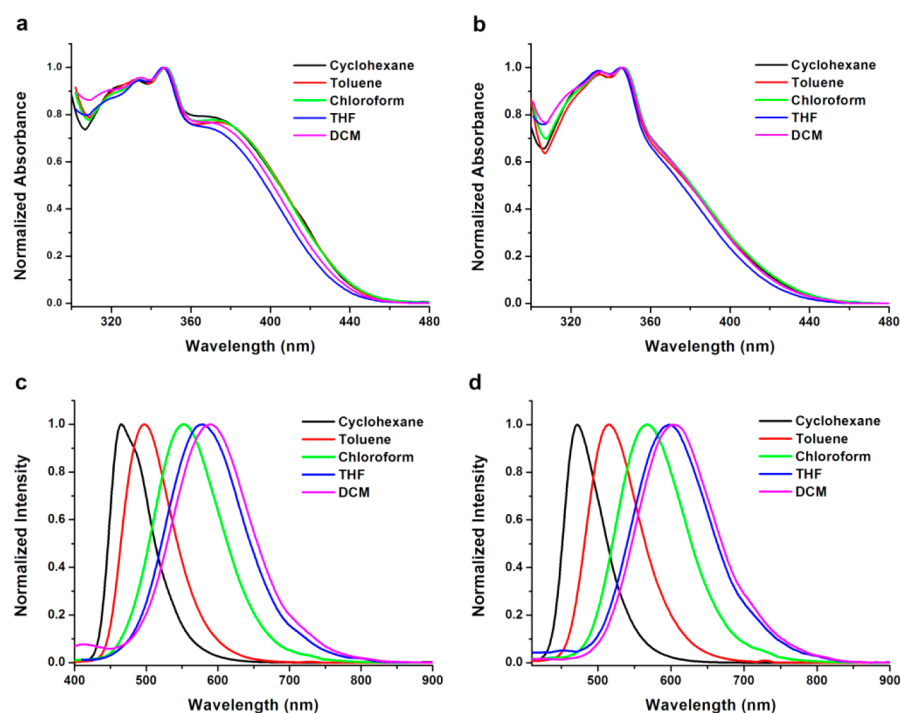 a
1.0
0.8
0.6
0.4
0.2
0.0
Normalized Absorbance
Cyclohexane
Toluene
Chloroform
THF
DCM
320 360 400 440 480
Wavelength (nm)
b
1.0
0.8
0.6
0.4
0.2
0.0
Normalized Absorbance
Cyclohexane
Toluene
Chloroform
THF
DCM
320 360 400 440 480
Wavelength (nm)
c
1.0
0.8
0.6
0.4
0.2
0.0
Normalized Intensity
Cyclohexane
Toluene
Chloroform
THF
DCM
400 500 600 700 800 900
Wavelength (nm)
d
1.0
0.8
0.6
0.4
0.2
0.0
Normalized Intensity
Cyclohexane
Toluene
Chloroform
THF
DCM
500 600 700 800 900
Wavelength (nm)